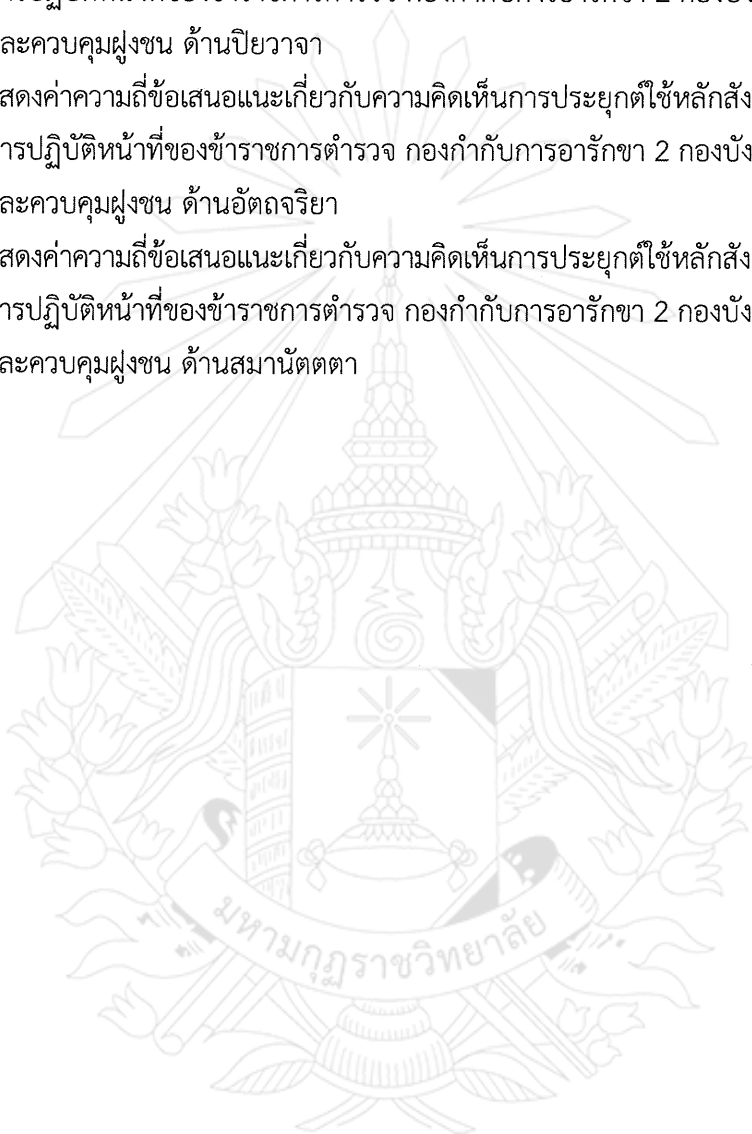 ละควบคุมฝูงชน ด้านปิยวาจา
สดงค่าความถี่ข้อเสนอแนะเกี่ยวกับความคิดเห็นการประยุกต์ใช้หลักสัง
ารปฏิบัติหน้าที่ของข้าราชการตำรวจ กองกำกับการอารักขา 2 กองบัง
ละควบคุมฝูงชน ด้านอัตถจริยา
สดงค่าความถี่ข้อเสนอแนะเกี่ยวกับความคิดเห็นการประยุกต์ใช้หลักสัง
ารปฏิบัติหน้าที่ของข้าราชการตำรวจ กองกำกับการอารักขา 2 กองบัง
ละควบคุมฝูงชน ด้านสมานัตตตา
มหามกุฏราชวิทยาลัย